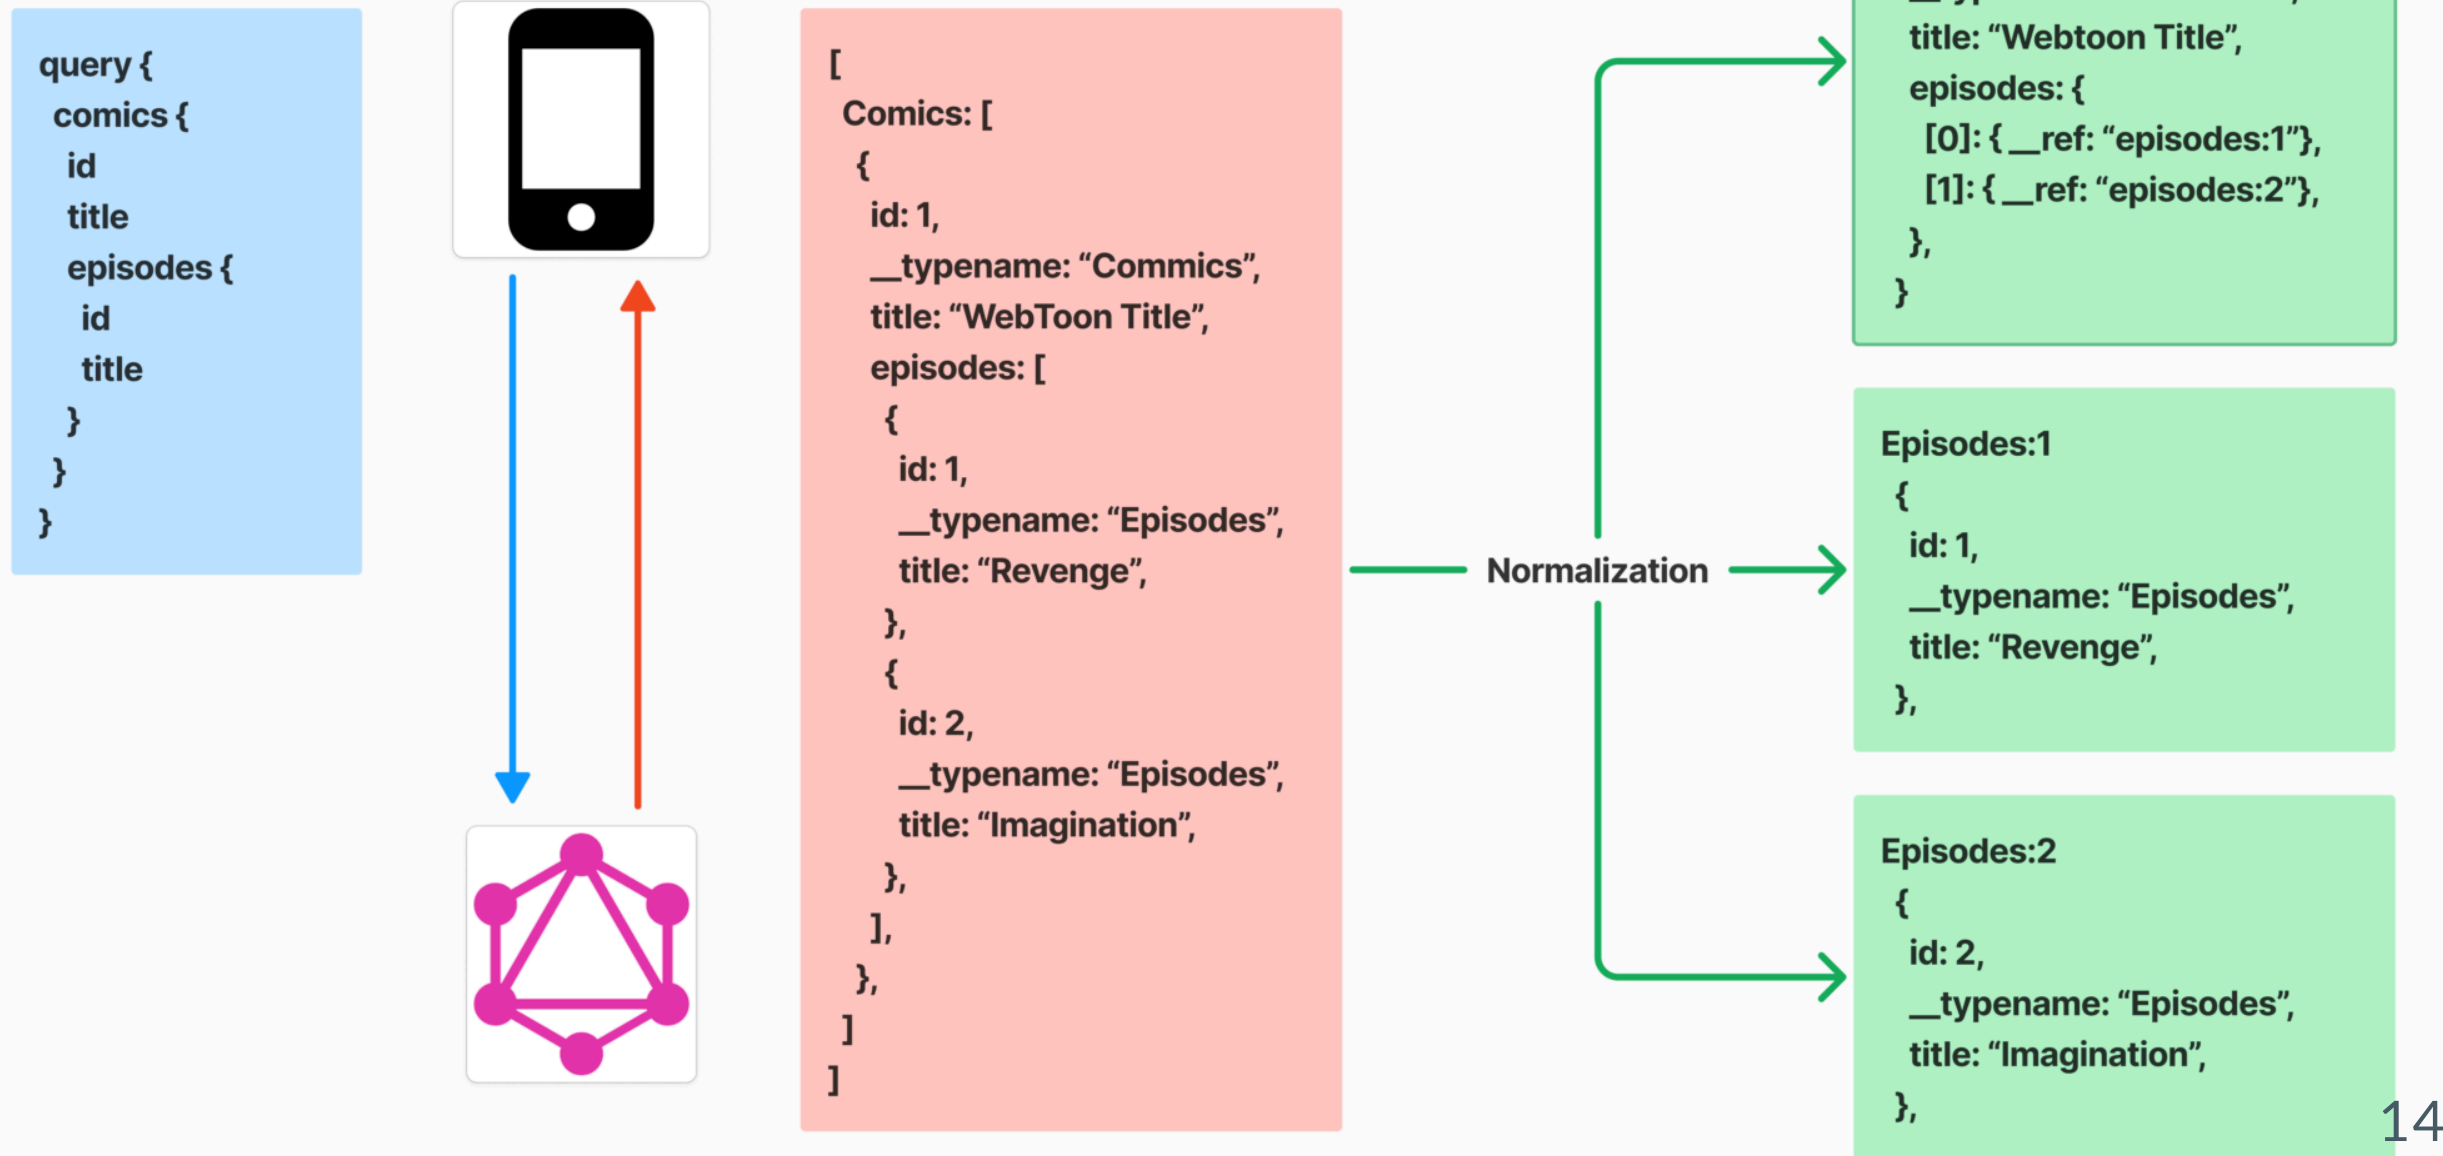 query {
comics {
id
title
episodes {
id
title
}
}
}
[
Comics: [
{
id: 1,
__typename: “Commics”,
title: “WebToon Title”,
episodes: [
{
id: 1,
__typename: “Episodes”,
title: “Revenge”,
},
{
id: 2,
__typename: “Episodes”,
title: “Imagination”,
},
],
},
]
]
Normalization
title: “Webtoon Title”,
episodes: {
[0]: { __ref: “episodes:1”},
[1]: { __ref: “episodes:2”},
},
}
Episodes:1
{
id: 1,
__typename: “Episodes”,
title: “Revenge”,
},
Episodes:2
{
id: 2,
__typename: “Episodes”,
title: “Imagination”,
},
14